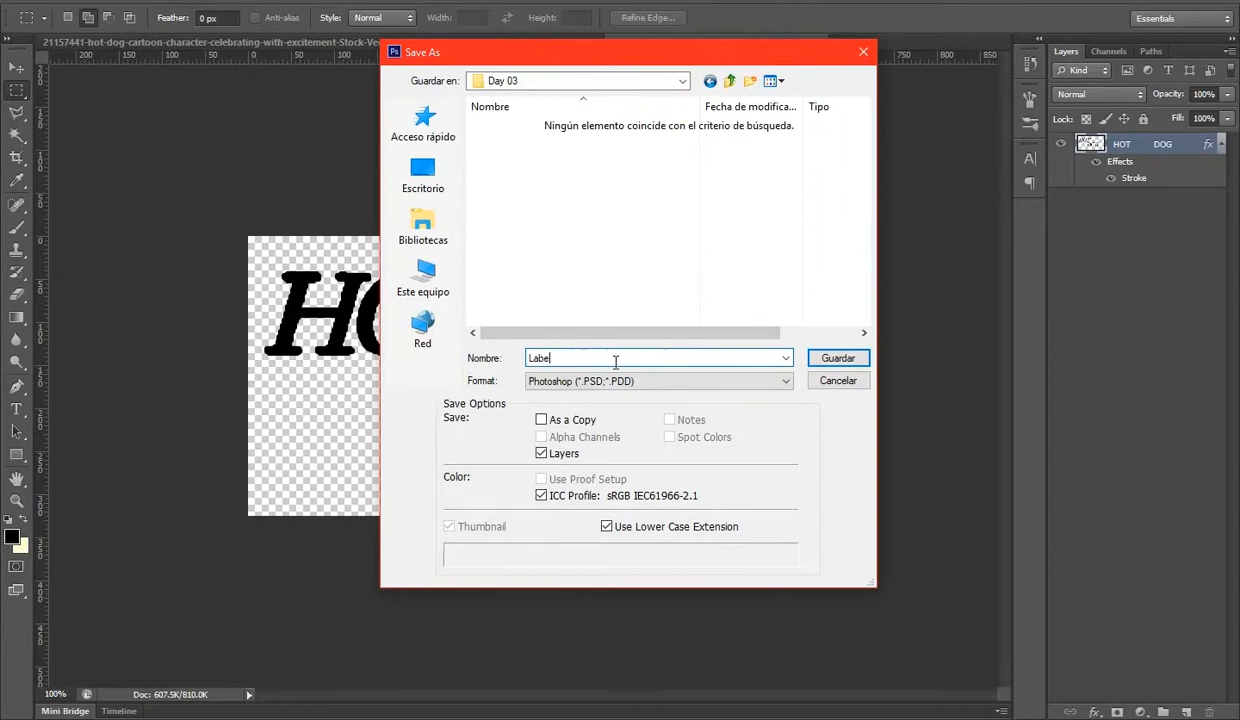 Feather: 0 px Anti-alias Style: Normal Width: Height: Refine Edge... Essentials
21157441-hot-dog-cartoon-character-celebrating-with-excitement-Stock-Ve
Save As
Guardar en: Day 03
Nombre Fecha de modifica... Tipo
Ningún elemento coincide con el criterio de búsqueda.
Acceso rápido
Escritorio
Bibliotecas
Este equipo
Red
Nombre: Label
Guardar
Format: Photoshop (*.PSD;*.PDD)
Cancelar
Save Options
Save: As a Copy Notes
Alpha Channels Spot Colors
Layers
Color: Use Proof Setup
ICC Profile: sRGB IEC61966-2.1
Thumbnail Use Lower Case Extension
Layers Channels Paths
Kind
Normal Opacity: 100%
Lock: Fill: 100%
HOT DOG fx
Effects
Stroke
100% Doc: 607.5K/810.0K
Mini Bridge Timeline